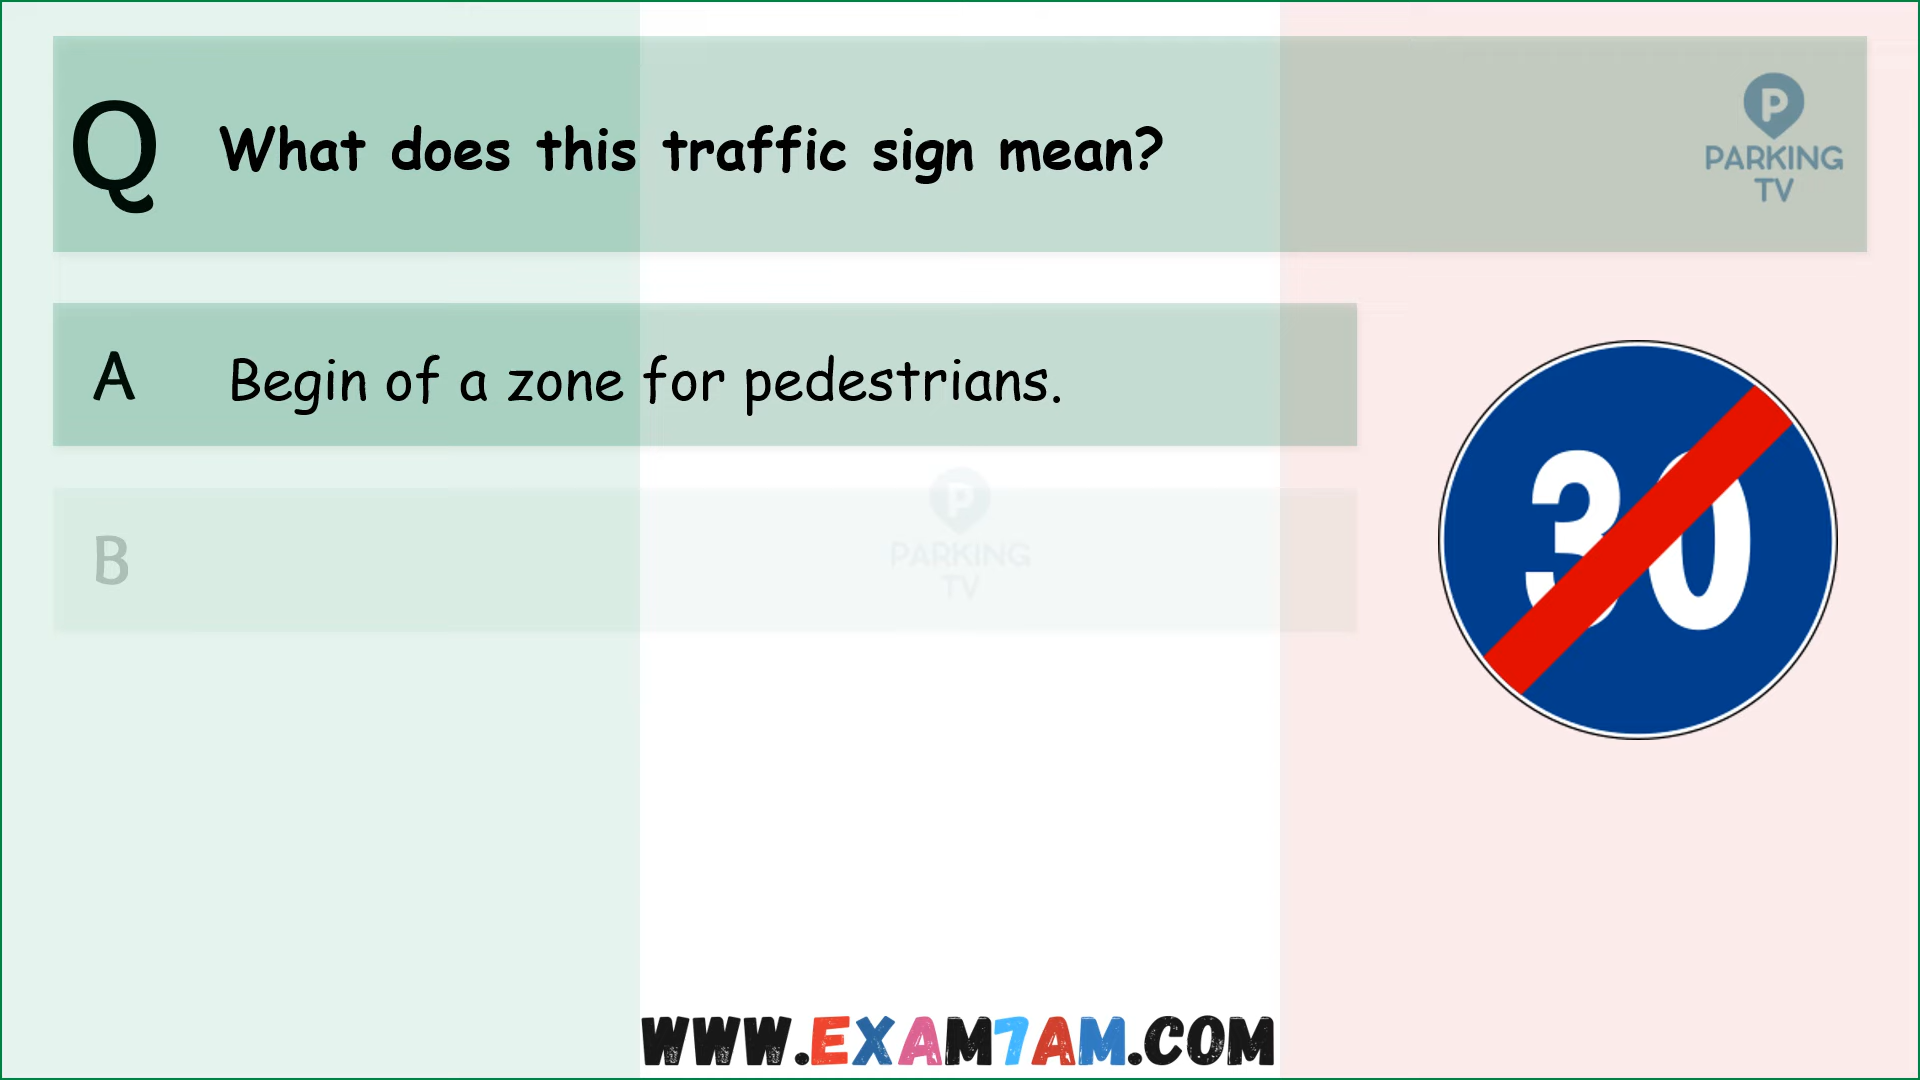 Q What does this traffic sign mean?
PARKING
TV
A Begin of a zone for pedestrians.
30
B
PARKING
TV
WWW.EXAM7AM.COM